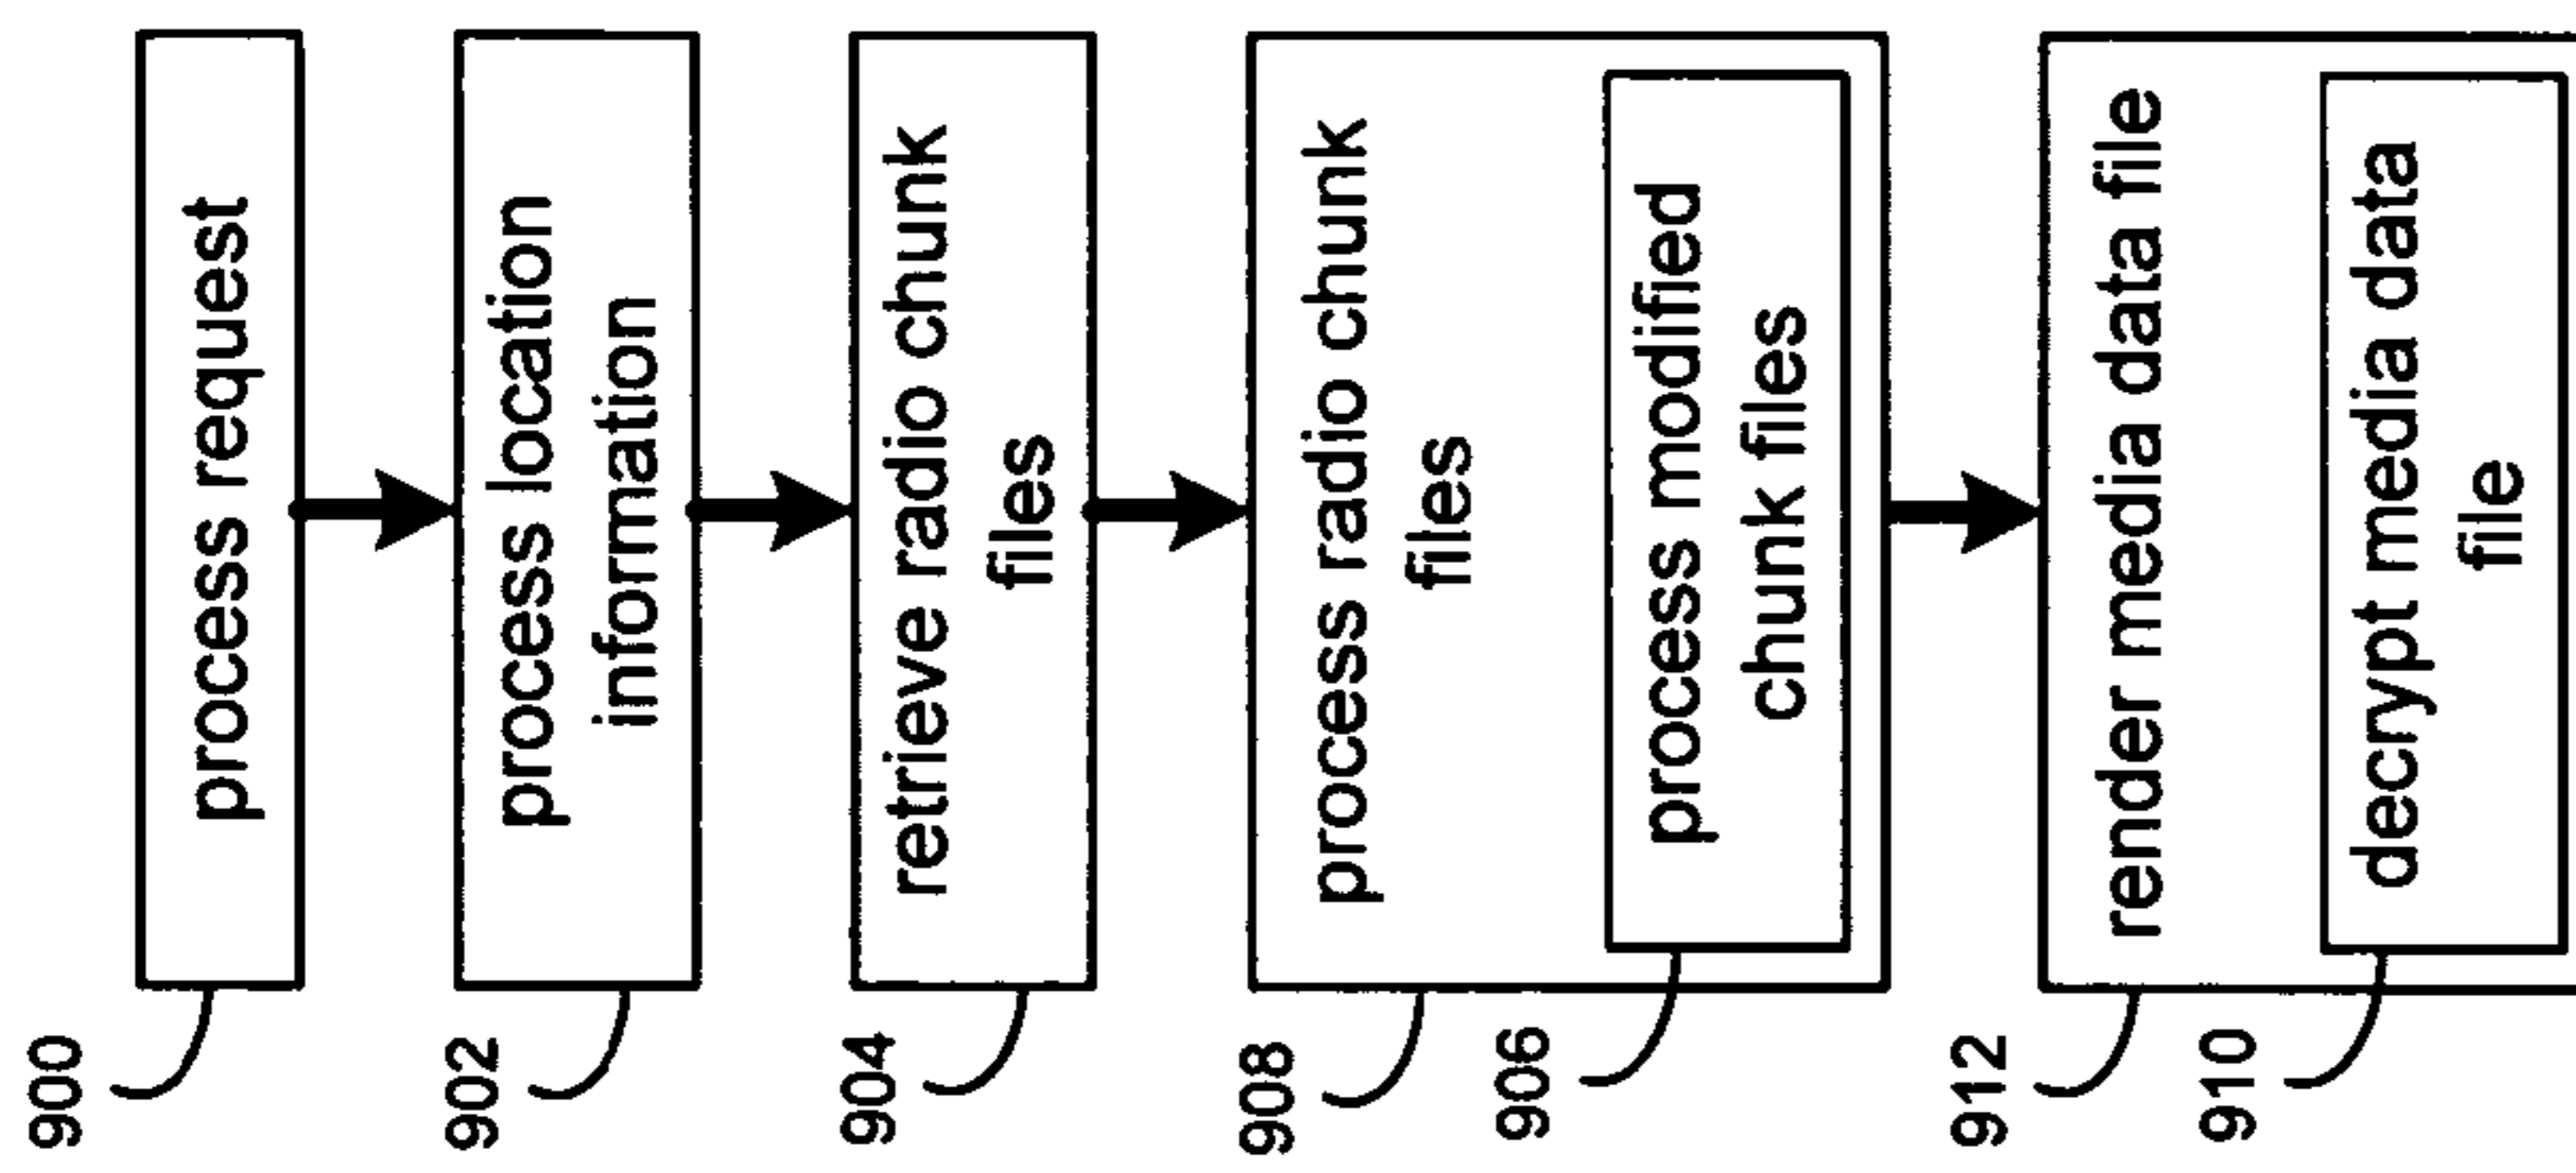 900
process request
902
process location
information
904
retrieve radio chunk
files
908
process radio chunk
files
906
process modified
chunk files
912
render media data file
910
decrypt media data
file